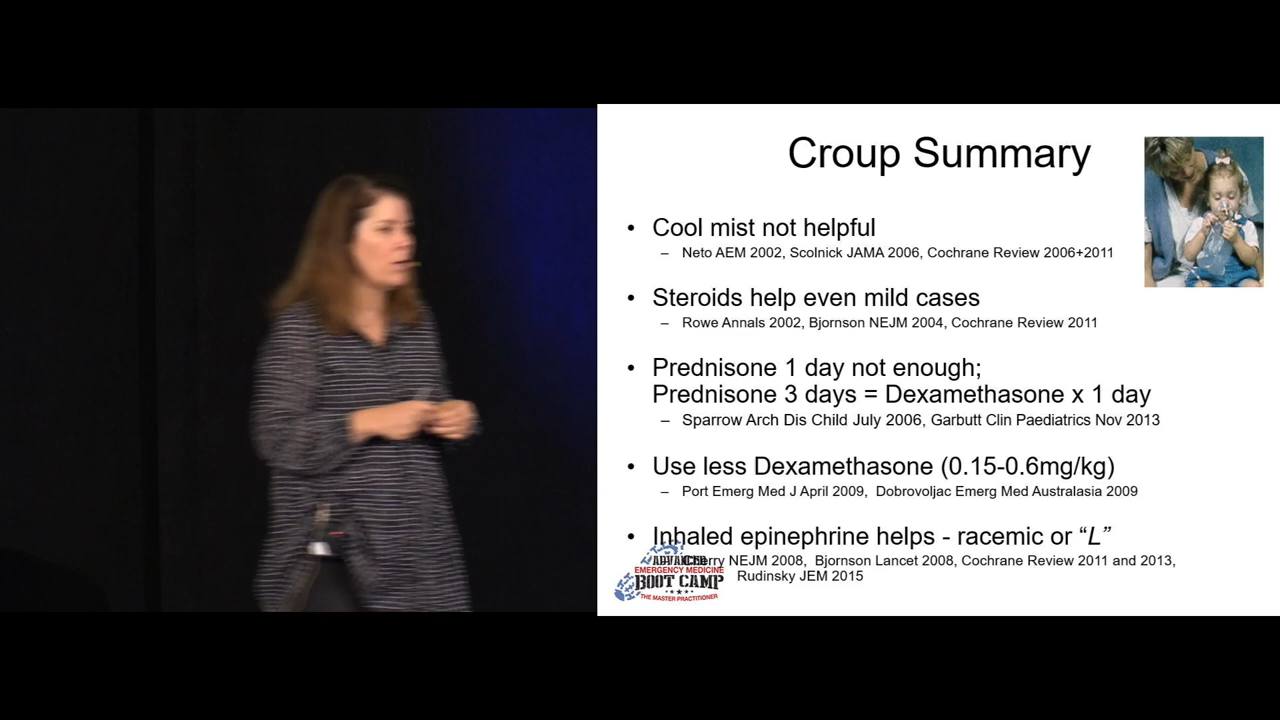 Croup Summary
• Cool mist not helpful
– Neto AEM 2002, Scolnick JAMA 2006, Cochrane Review 2006+2011
• Steroids help even mild cases
– Rowe Annals 2002, Bjornson NEJM 2004, Cochrane Review 2011
• Prednisone 1 day not enough;
Prednisone 3 days = Dexamethasone x 1 day
– Sparrow Arch Dis Child July 2006, Garbutt Clin Paediatrics Nov 2013
• Use less Dexamethasone (0.15-0.6mg/kg)
– Port Emerg Med J April 2009, Dobrovoljac Emerg Med Australasia 2009
• Inhaled epinephrine helps - racemic or “L”
NEJM 2008, Bjornson Lancet 2008, Cochrane Review 2011 and 2013,
Rudinsky JEM 2015
ADVANCED
EMERGENCY MEDICINE
BOOT CAMP
THE MASTER PRACTITIONER